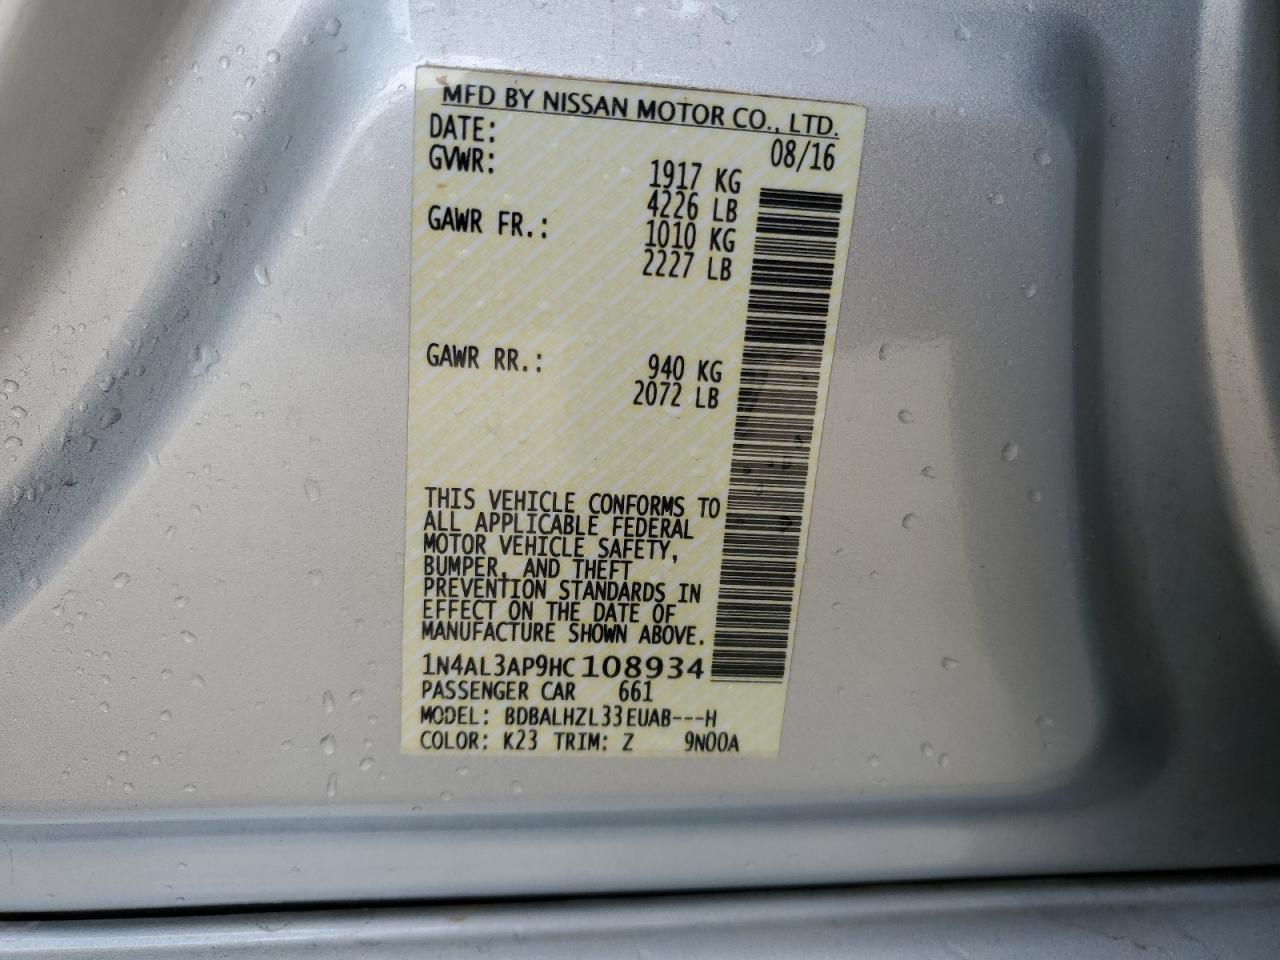 MFD BY NISSAN MOTOR CO., LTD.
DATE: 08/16
GVWR: 1917 KG
4226 LB
GAWR FR.: 1010 KG
2227 LB
GAWR RR.: 940 KG
2072 LB
THIS VEHICLE CONFORMS TO
ALL APPLICABLE FEDERAL
MOTOR VEHICLE SAFETY,
BUMPER, AND THEFT
PREVENTION STANDARDS IN
EFFECT ON THE DATE OF
MANUFACTURE SHOWN ABOVE.
1N4AL3AP9HC108934
PASSENGER CAR 661
MODEL: BDBALHZL33EUAB---H
COLOR: K23 TRIM: Z 9N00A